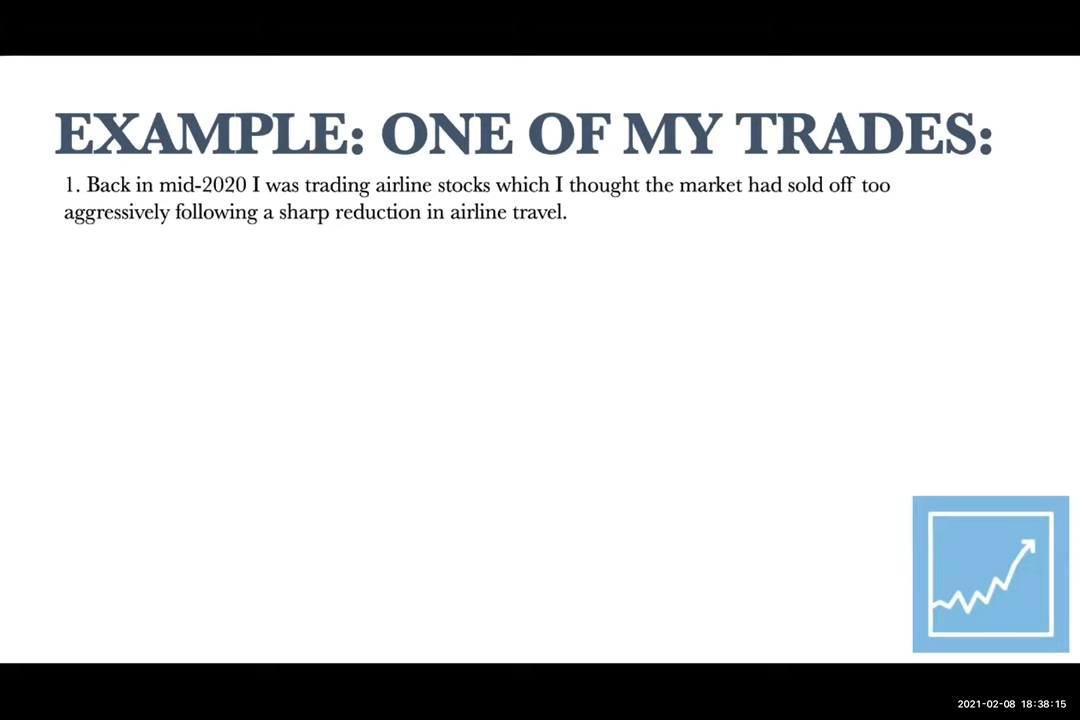 EXAMPLE: ONE OF MY TRADES:
1. Back in mid-2020 I was trading airline stocks which I thought the market had sold off too
aggressively following a sharp reduction in airline travel.
2021-02-08 18:38:15